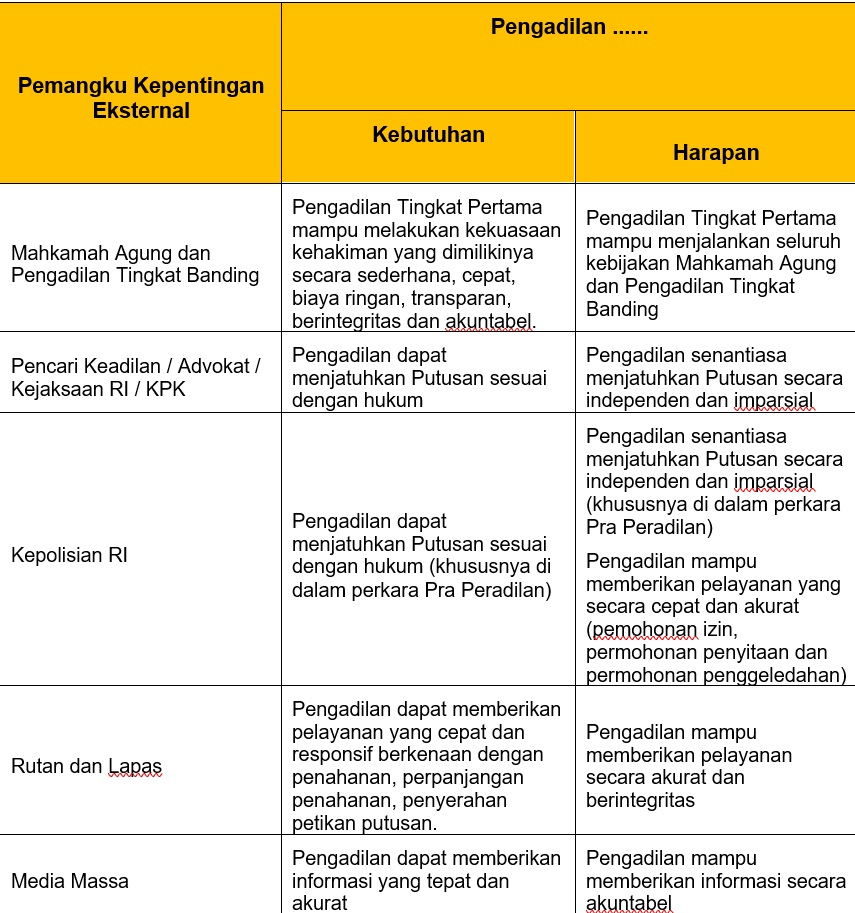 Pemangku Kepentingan
Eksternal
Pengadilan ......
Kebutuhan
Harapan
Mahkamah Agung dan
Pengadilan Tingkat Banding
Pengadilan Tingkat Pertama
mampu melakukan kekuasaan
kehakiman yang dimilikinya
secara sederhana, cepat,
biaya ringan, transparan,
berintegritas dan akuntabel.
Pengadilan Tingkat Pertama
mampu menjalankan seluruh
kebijakan Mahkamah Agung
dan Pengadilan Tingkat
Banding
Pencari Keadilan / Advokat /
Kejaksaan RI / KPK
Pengadilan dapat
menjatuhkan Putusan sesuai
dengan hukum
Pengadilan senantiasa
menjatuhkan Putusan secara
independen dan imparsial
Kepolisian RI
Pengadilan dapat
menjatuhkan Putusan sesuai
dengan hukum (khususnya di
dalam perkara Pra Peradilan)
Pengadilan senantiasa
menjatuhkan Putusan secara
independen dan imparsial
(khususnya di dalam perkara
Pra Peradilan)
Pengadilan mampu
memberikan pelayanan yang
secara cepat dan akurat
(pemohonan izin,
permohonan penyitaan dan
permohonan penggeledahan)
Rutan dan Lapas
Pengadilan dapat memberikan
pelayanan yang cepat dan
responsif berkenaan dengan
penahanan, perpanjangan
penahanan, penyerahan
petikan putusan.
Pengadilan mampu
memberikan pelayanan
secara akurat dan
berintegritas
Media Massa
Pengadilan dapat memberikan
informasi yang tepat dan
akurat
Pengadilan mampu
memberikan informasi secara
akuntabel